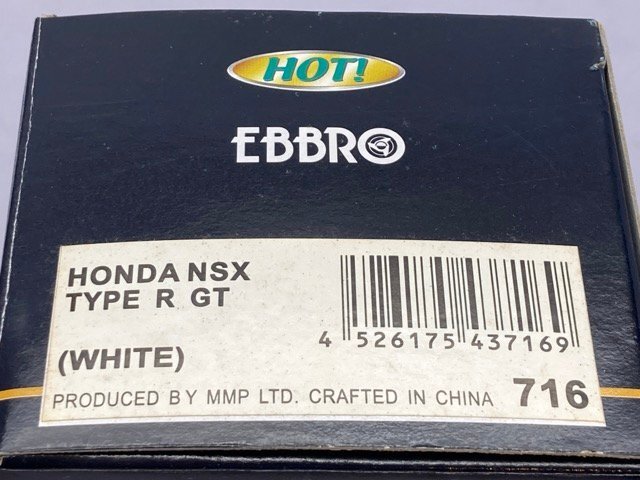 HOT!
EBBRO
HONDA NSX
TYPE R GT
(WHITE)
4 526175 437169
PRODUCED BY MMP LTD. CRAFTED IN CHINA 716